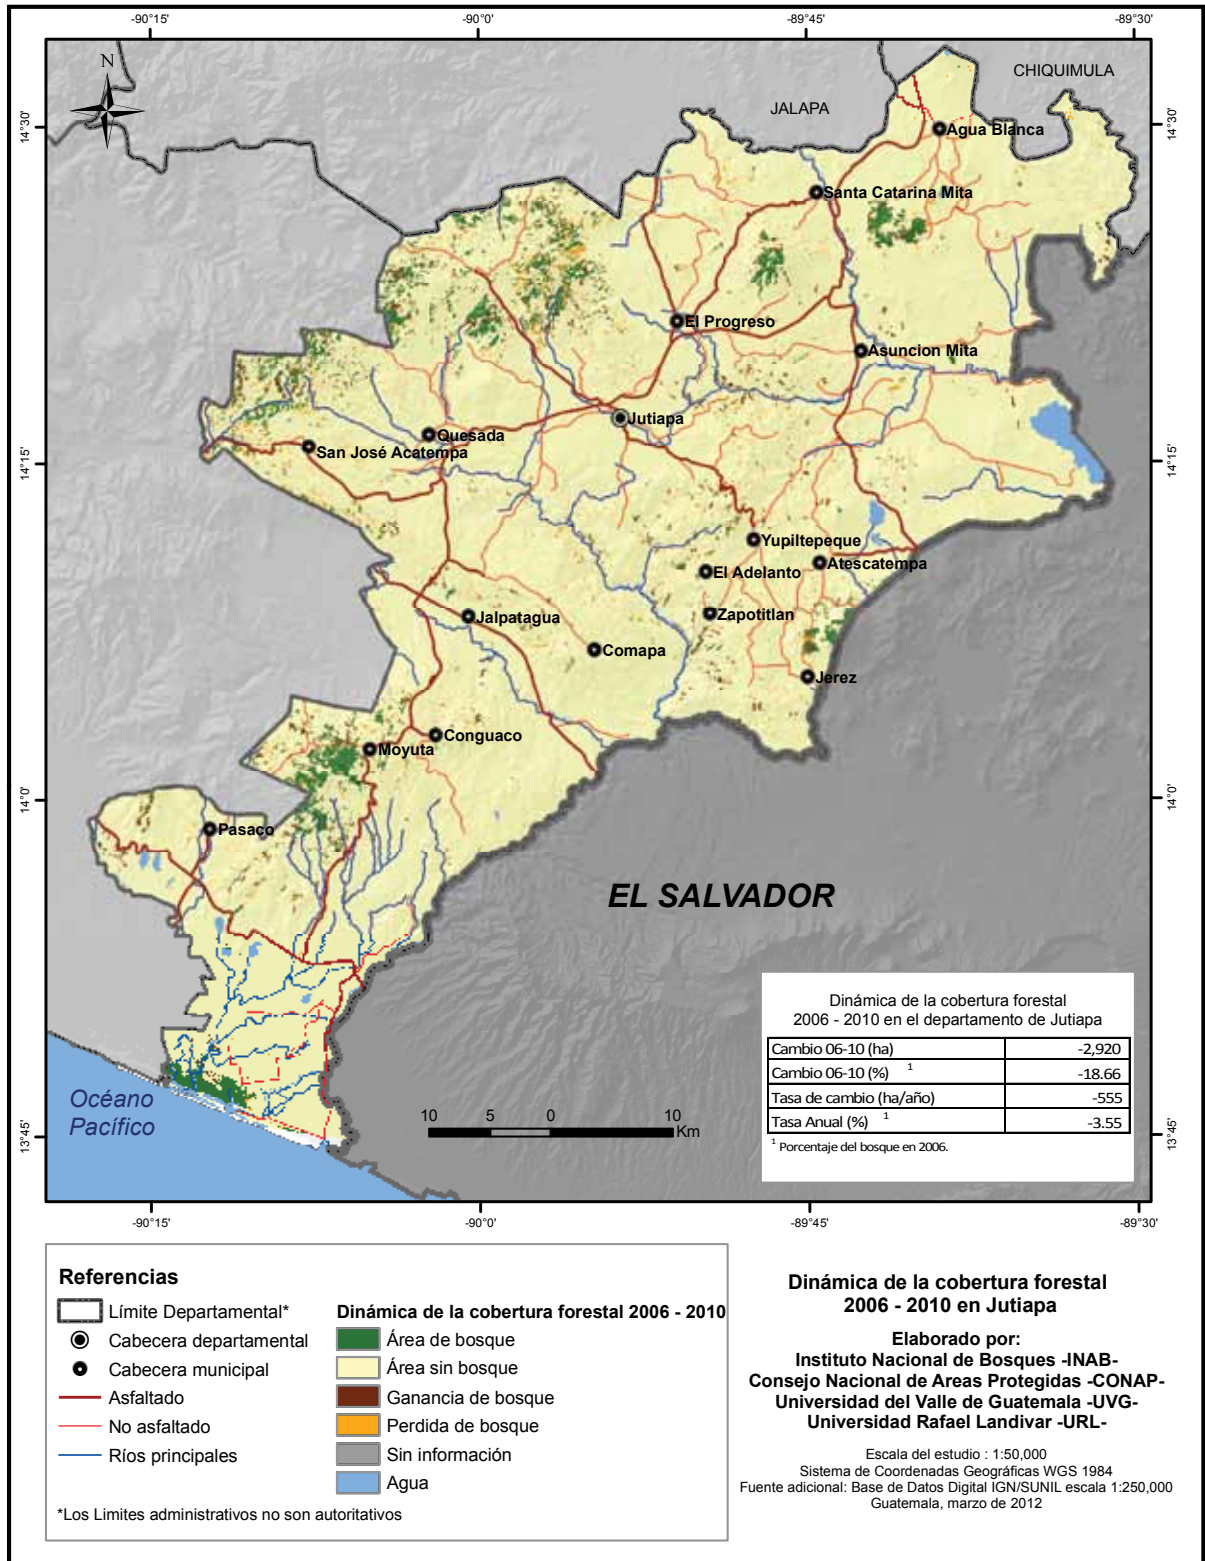 -90°15'
-90°0'
-89°45'
-89°30'
N
CHIQUIMULA
JALAPA
14°30'
14°30'
Agua Blanca
Santa Catarina Mita
El Progreso
Asuncion Mita
Jutiapa
Quesada
San José Acatempa
14°15'
14°15'
Yupiltepeque
Atescatempa
El Adelanto
Zapotitlan
Jalpatagua
Comapa
Jerez
Conguaco
Moyuta
14°0'
14°0'
Pasaco
EL SALVADOR
Dinámica de la cobertura forestal
2006 - 2010 en el departamento de Jutiapa
Cambio 06-10 (ha) -2,920
Cambio 06-10 (%) 1 -18.66
Tasa de cambio (ha/año) -555
Tasa Anual (%) 1 -3.55
1 Porcentaje del bosque en 2006.
Océano
Pacífico
10 5 0 10
Km
13°45'
13°45'
-90°15'
-90°0'
-89°45'
-89°30'
Referencias
Límite Departamental*
Cabecera departamental
Cabecera municipal
Asfaltado
No asfaltado
Ríos principales
Dinámica de la cobertura forestal 2006 - 2010
Área de bosque
Área sin bosque
Ganancia de bosque
Perdida de bosque
Sin información
Agua
*Los Limites administrativos no son autoritativos
Dinámica de la cobertura forestal
2006 - 2010 en Jutiapa
Elaborado por:
Instituto Nacional de Bosques -INAB-
Consejo Nacional de Areas Protegidas -CONAP-
Universidad del Valle de Guatemala -UVG-
Universidad Rafael Landivar -URL-
Escala del estudio : 1:50,000
Sistema de Coordenadas Geográficas WGS 1984
Fuente adicional: Base de Datos Digital IGN/SUNIL escala 1:250,000
Guatemala, marzo de 2012